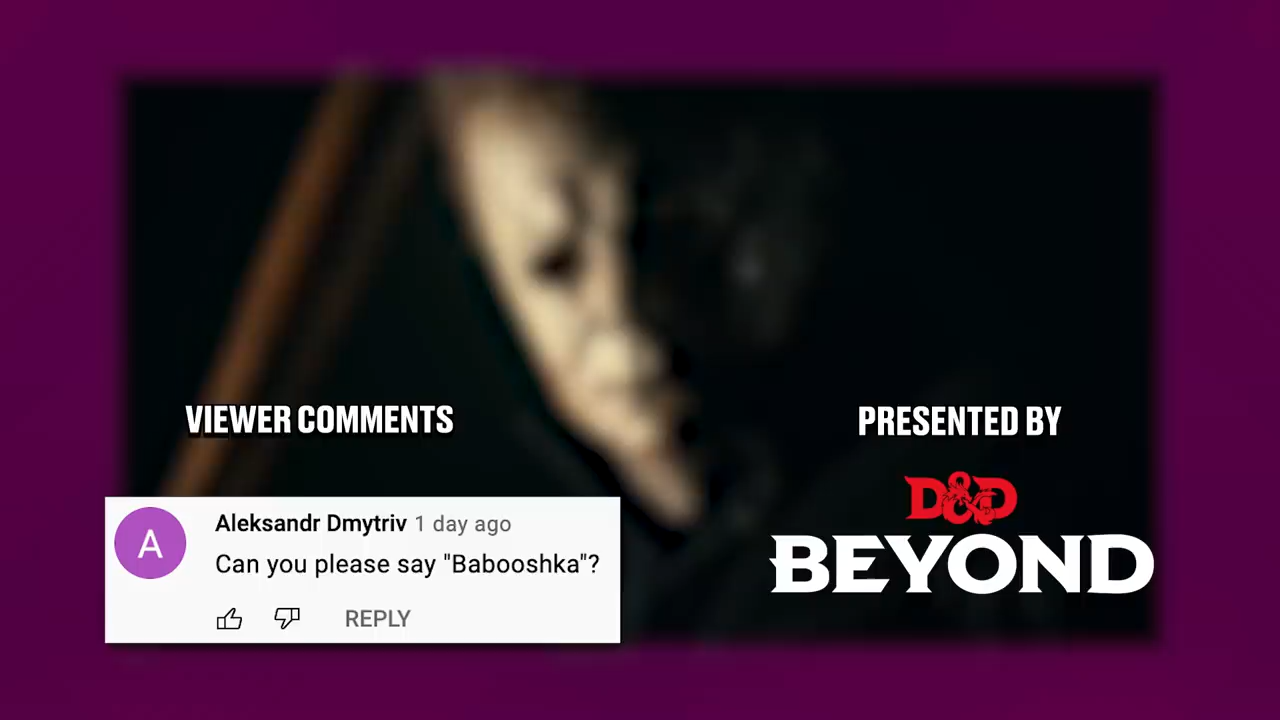 VIEWER COMMENTS
A
Aleksandr Dmytriv 1 day ago
Can you please say "Babooshka"?
REPLY
PRESENTED BY
D&D
BEYOND